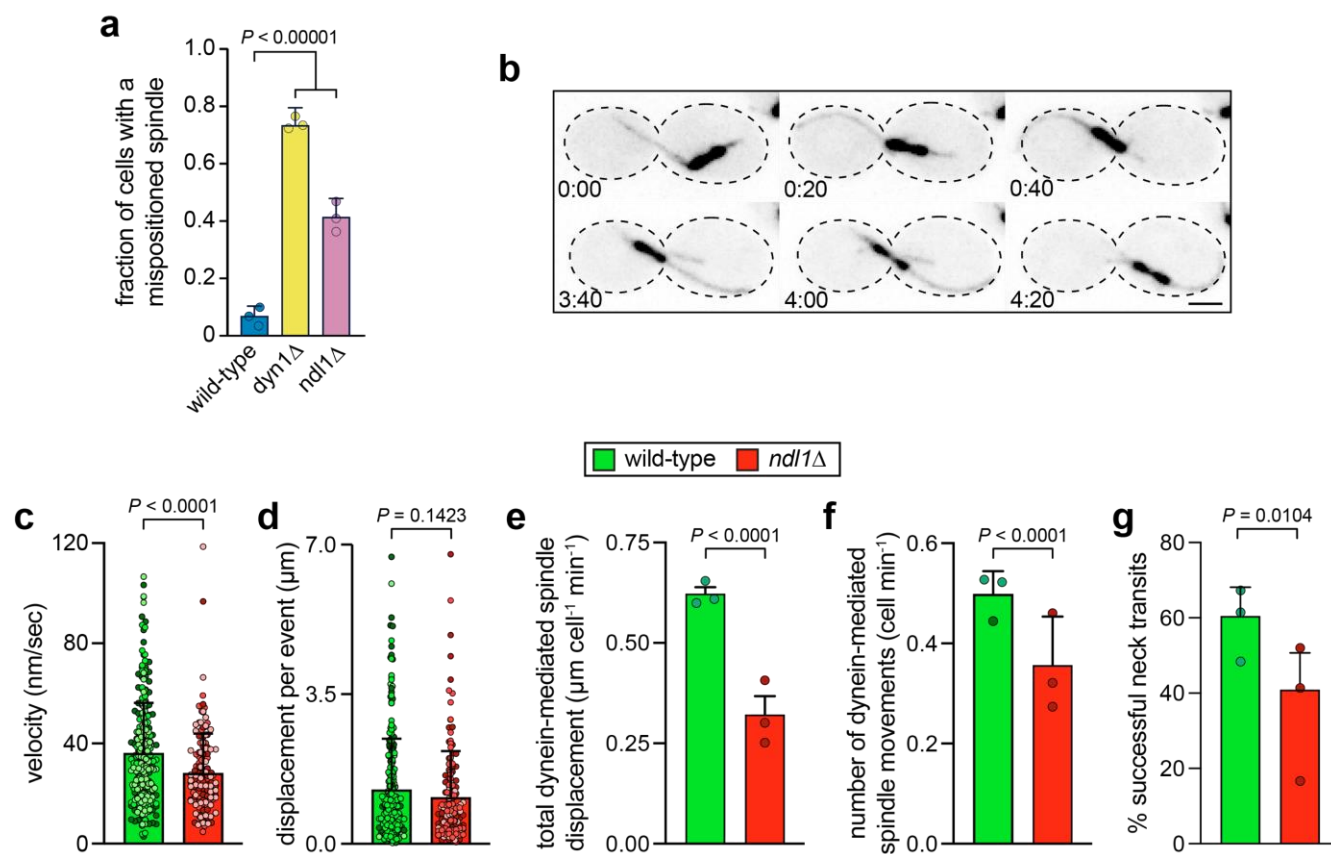 a
P < 0.00001
fraction of cells with a
mispositioned spindle
1.0
0.8
0.6
0.4
0.2
0
wild-type
dyn1Δ
ndl1Δ
b
0:00
0:20
0:40
3:40
4:00
4:20
wild-type
ndl1Δ
c
P < 0.0001
velocity (nm/sec)
120
80
40
0
d
P = 0.1423
displacement per event (µm)
7.0
3.5
0.0
e
P < 0.0001
total dynein-mediated spindle
displacement (µm cell⁻¹ min⁻¹)
0.75
0.50
0.25
0.00
f
P < 0.0001
number of dynein-mediated
spindle movements (cell min⁻¹)
0.6
0.4
0.2
0.0
g
P = 0.0104
% successful neck transits
80
60
40
20
0